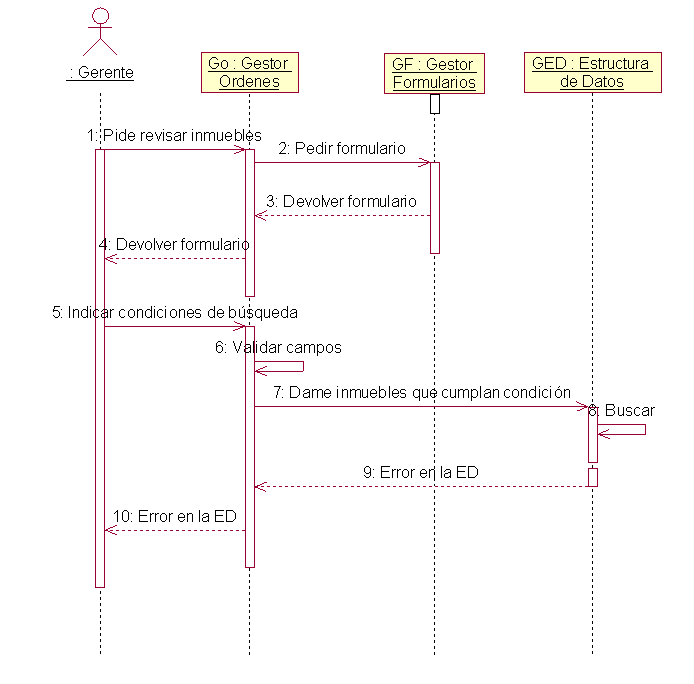 : Gerente
Go : Gestor
Ordenes
GF : Gestor
Formularios
GED : Estructura
de Datos
1: Pide revisar inmuebles
2: Pedir formulario
3: Devolver formulario
4: Devolver formulario
5: Indicar condiciones de búsqueda
6: Validar campos
7: Dame inmuebles que cumplan condición
8: Buscar
9: Error en la ED
10: Error en la ED